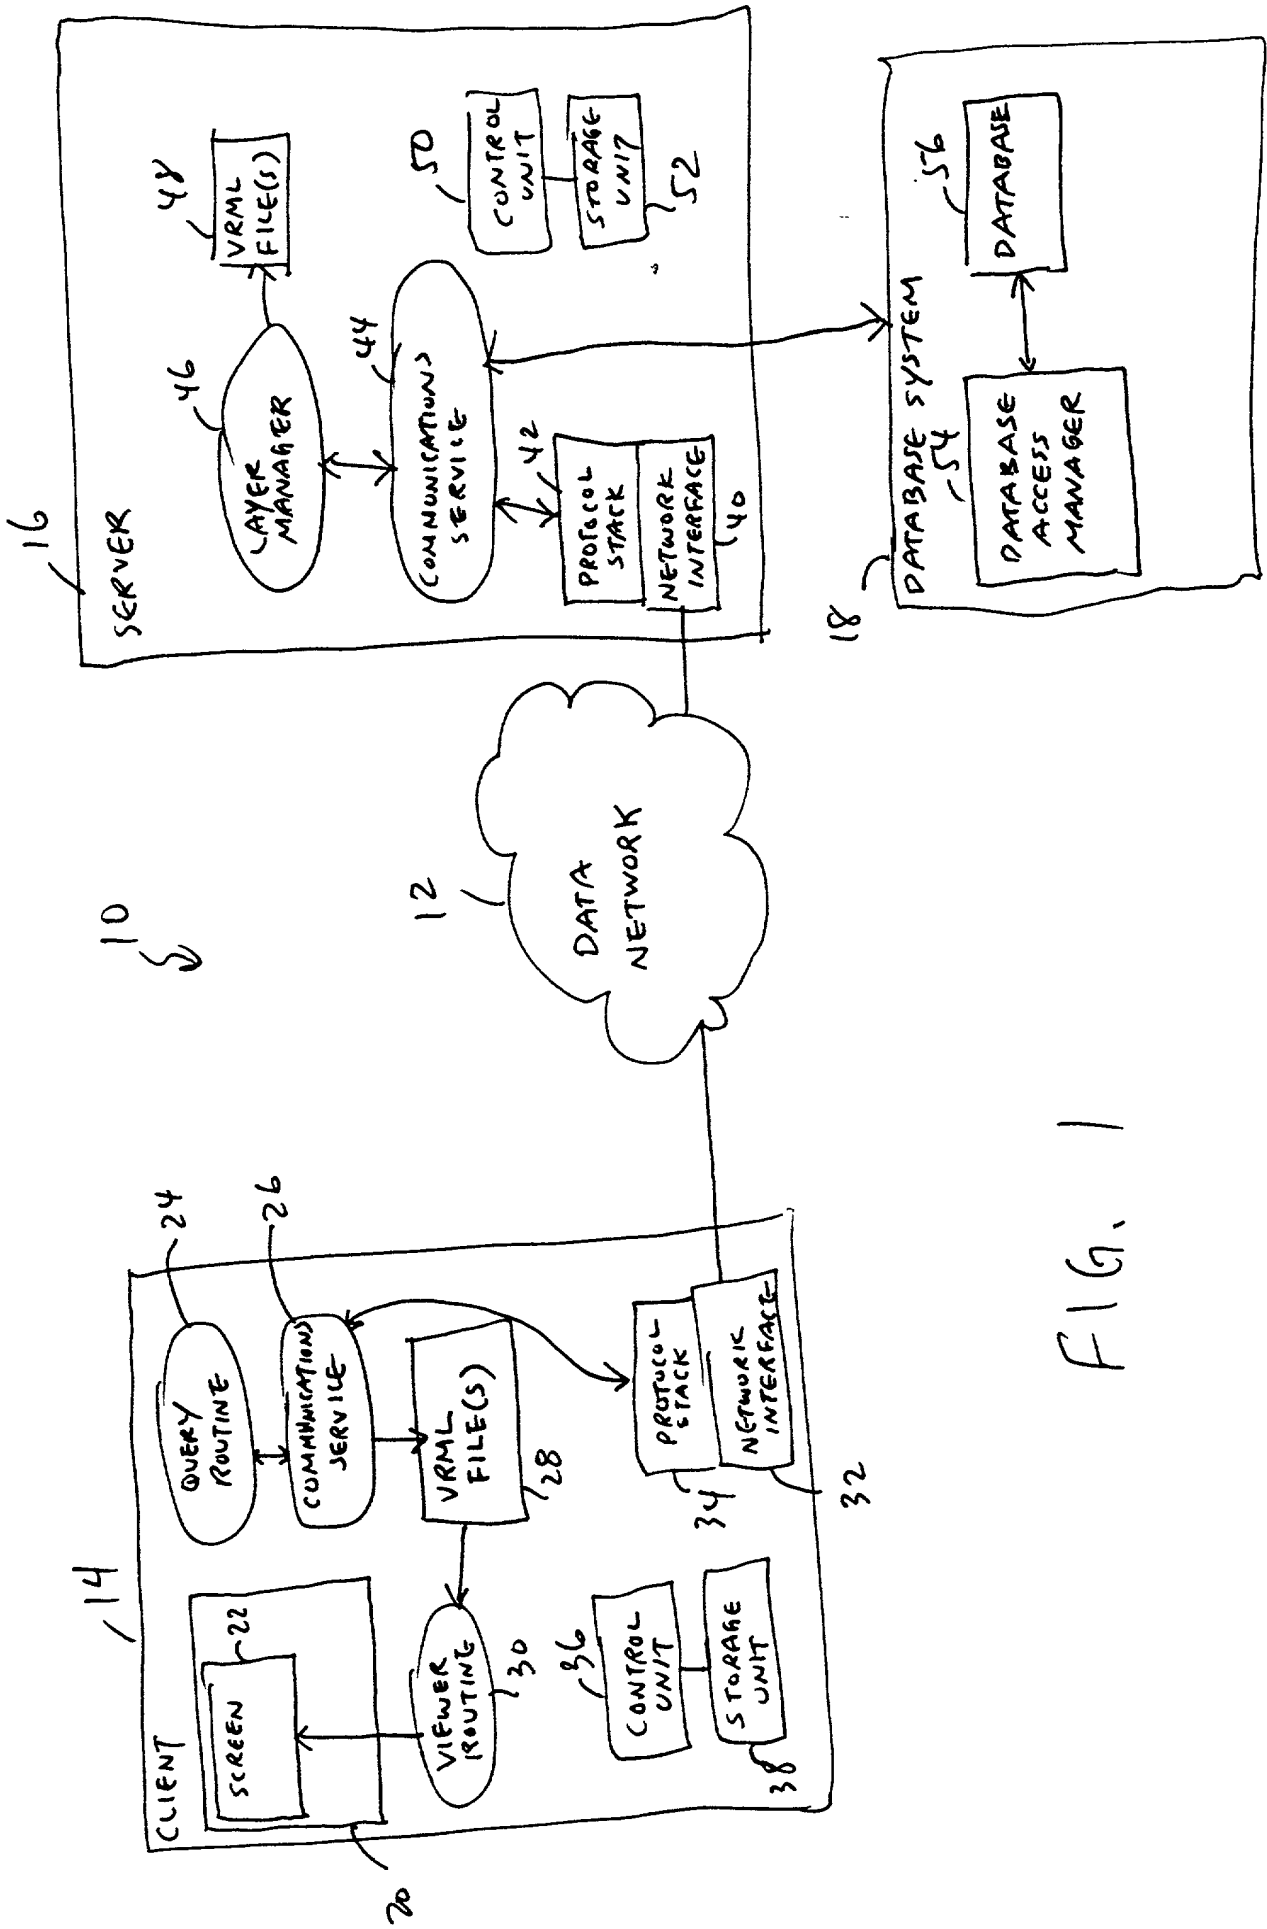 10
14
CLIENT
20
SCREEN
22
24
QUERY
ROUTINE
26
COMMUNICATIONS
SERVICE
VRML
FILE(S)
28
VIEWER
ROUTINE
30
36
CONTROL
UNIT
STORAGE
UNIT
38
PROTOCOL
STACK
34
NETWORK
INTERFACE
32
12
DATA
NETWORK
16
SERVER
46
LAYER
MANAGER
48
VRML
FILE(S)
44
COMMUNICATIONS
SERVICE
42
PROTOCOL
STACK
NETWORK
INTERFACE
40
50
CONTROL
UNIT
STORAGE
UNIT
52
18
DATABASE SYSTEM
54
DATABASE
ACCESS
MANAGER
56
DATABASE
FIG. 1